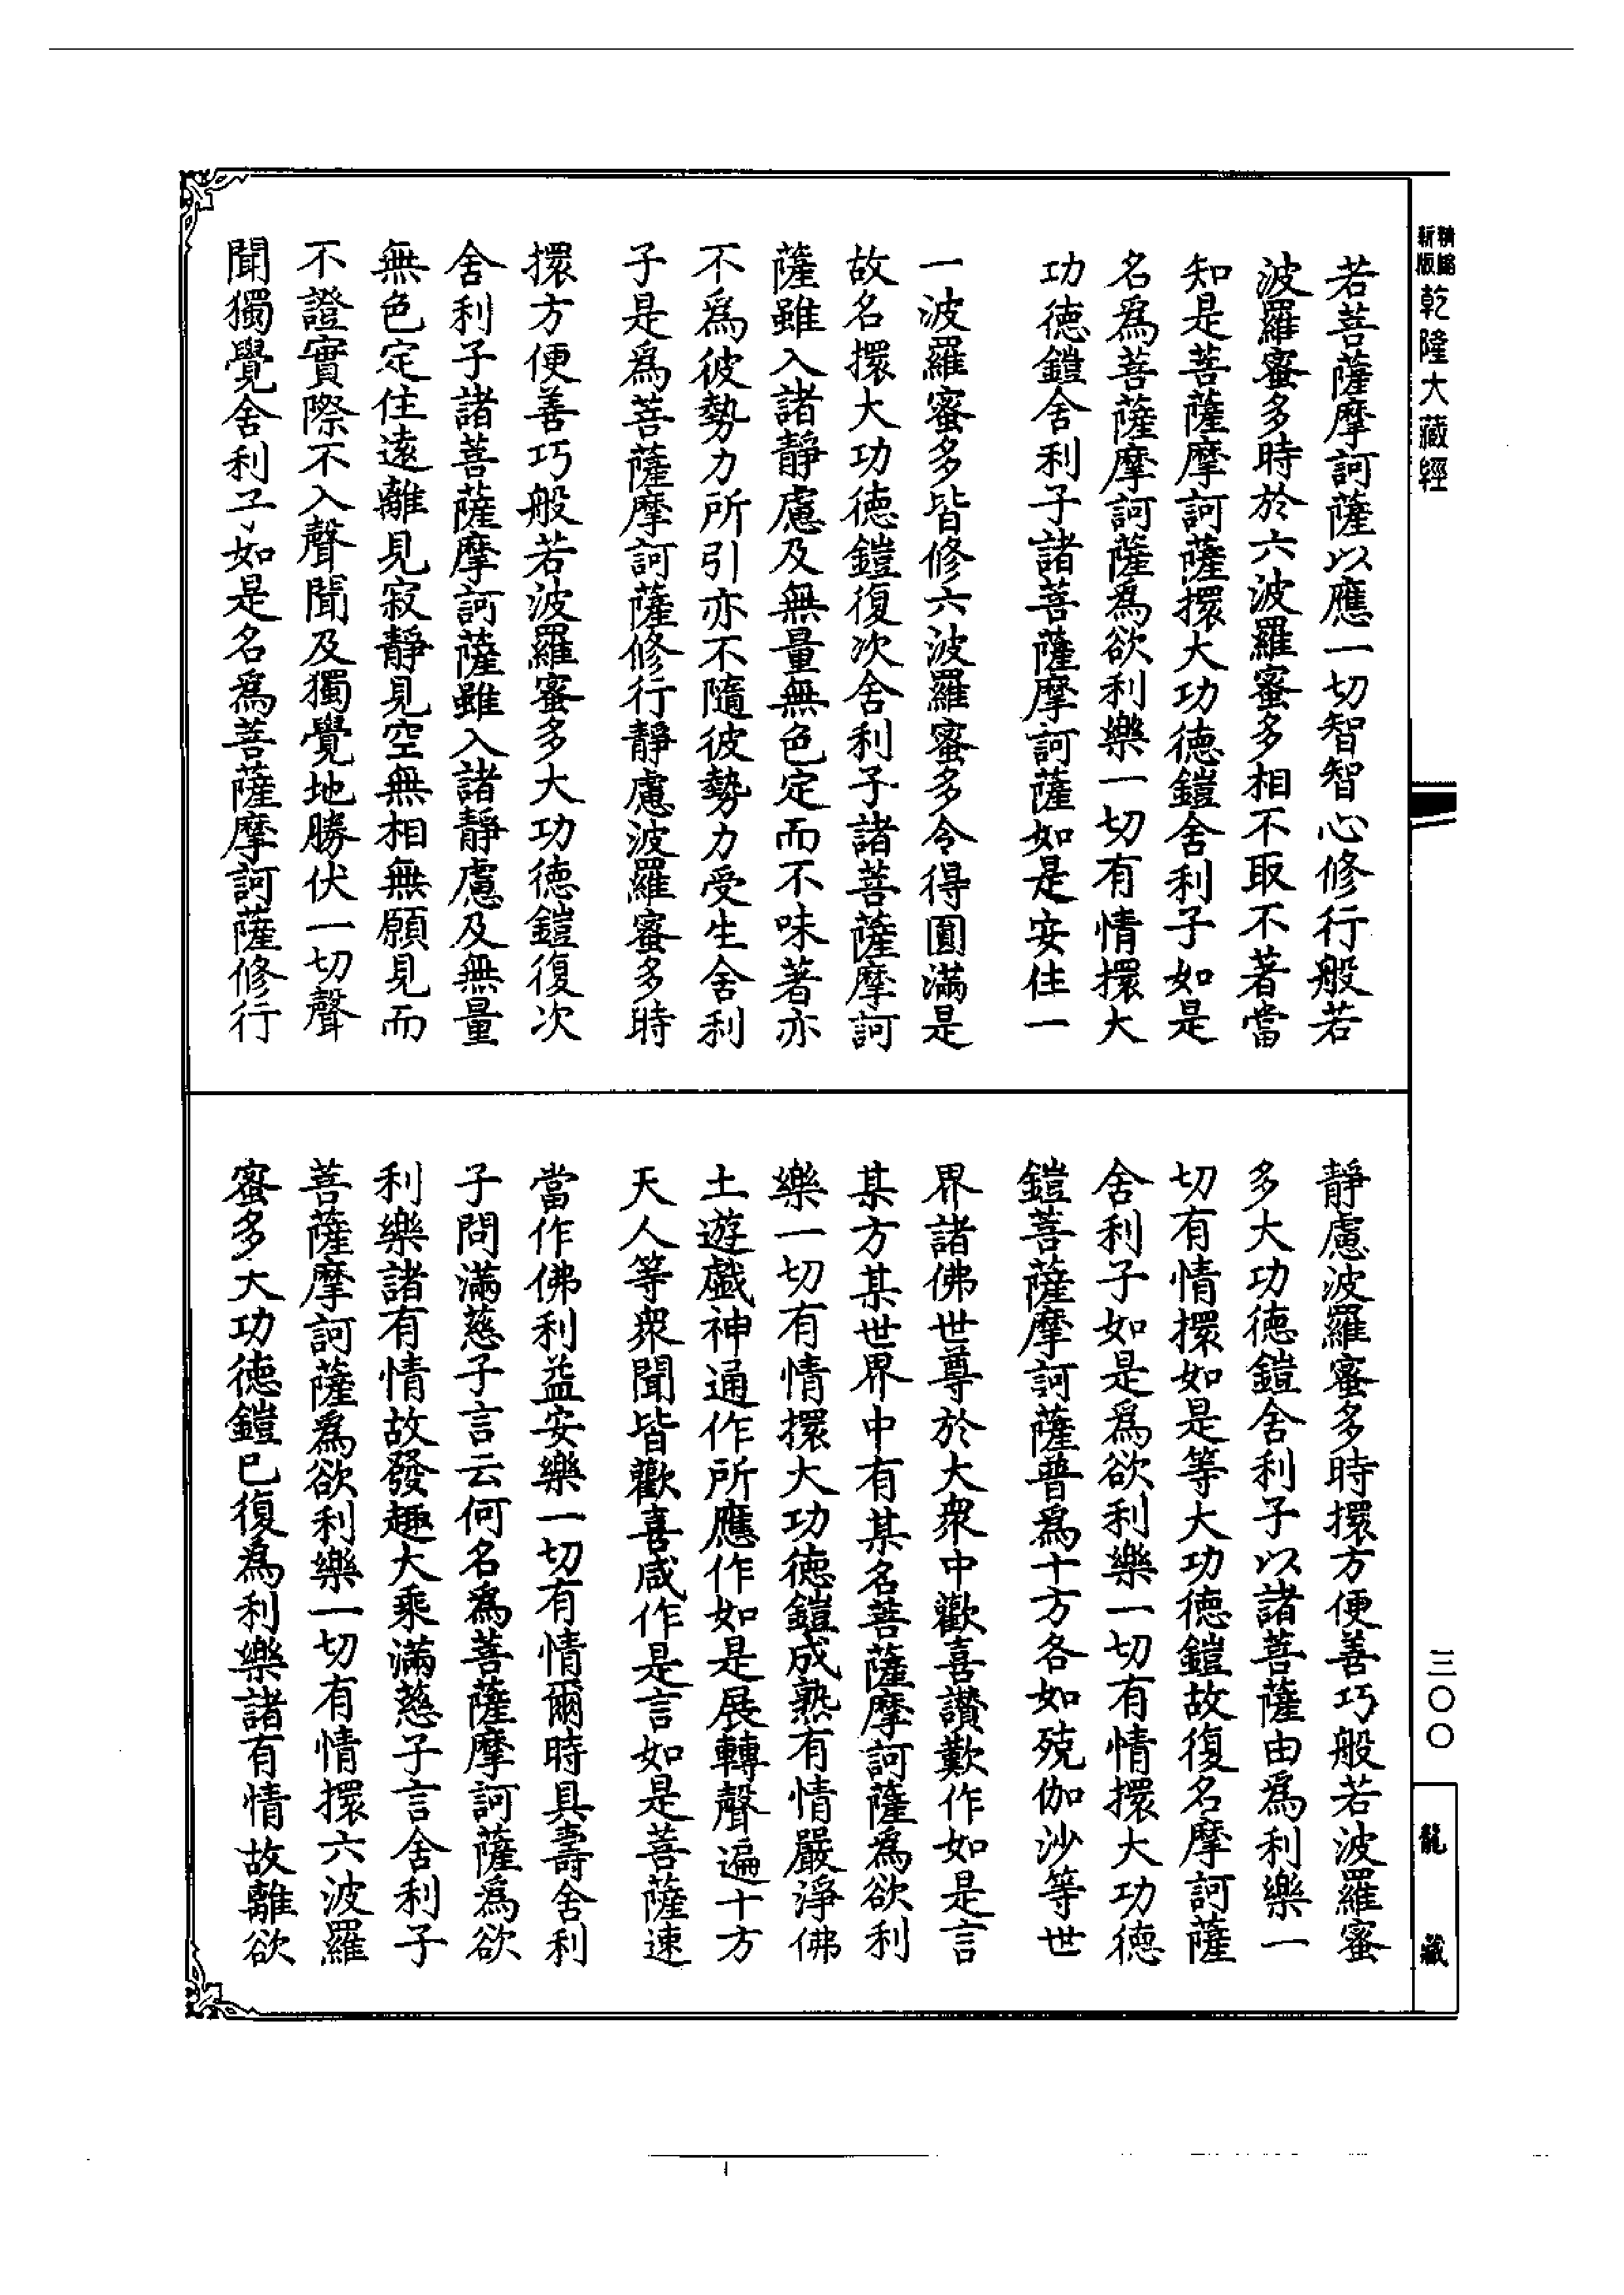 精縮
新版
乾隆大藏經
若菩薩摩訶薩以應一切智智心修行般若
波羅蜜多時於六波羅蜜多相不取不著當
知是菩薩摩訶薩擐大功德鎧舍利子如是
名為菩薩摩訶薩為欲利樂一切有情擐大
功德鎧舍利子諸菩薩摩訶薩如是安住一
一波羅蜜多皆修六波羅蜜多令得圓滿是
故名擐大功德鎧復次舍利子諸菩薩摩訶
薩雖入諸靜慮及無量無色定而不味著亦
不為彼勢力所引亦不隨彼勢力受生舍利
子是為菩薩摩訶薩修行靜慮波羅蜜多時
擐方便善巧般若波羅蜜多大功德鎧復次
舍利子諸菩薩摩訶薩雖入諸靜慮及無量
無色定住遠離見寂靜見空無相無願見而
不證實際不入聲聞及獨覺地勝伏一切聲
聞獨覺舍利子如是名為菩薩摩訶薩修行
靜慮波羅蜜多時擐方便善巧般若波羅蜜
多大功德鎧舍利子以諸菩薩由為利樂一
切有情擐如是等大功德鎧故復名摩訶薩
舍利子如是為欲利樂一切有情擐大功德
鎧菩薩摩訶薩普為十方各如殑伽沙等世
界諸佛世尊於大眾中歡喜讚歎作如是言
某方某世界中有某名菩薩摩訶薩為欲利
樂一切有情擐大功德鎧成熟有情嚴淨佛
土遊戲神通作所應作如是展轉聲遍十方
天人等眾聞皆歡喜咸作是言如是菩薩速
當作佛利益安樂一切有情爾時具壽舍利
子問滿慈子言云何名為菩薩摩訶薩為欲
利樂諸有情故發趣大乘滿慈子言舍利子
菩薩摩訶薩為欲利樂一切有情擐六波羅
蜜多大功德鎧已復為利樂諸有情故離欲
三〇〇
龍藏